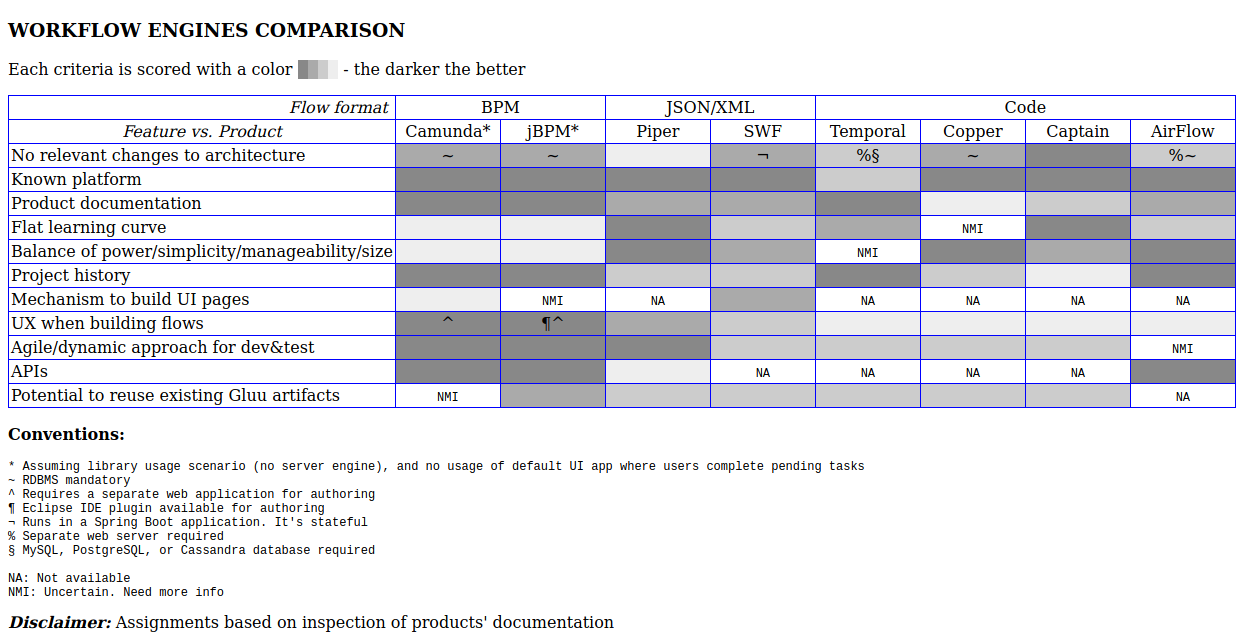 WORKFLOW ENGINES COMPARISON
Each criteria is scored with a color - the darker the better
Flow format BPM JSON/XML Code
Feature vs. Product Camunda* jBPM* Piper SWF Temporal Copper Captain AirFlow
No relevant changes to architecture ~ ~ ¬ %§ ~ %~
Known platform
Product documentation
Flat learning curve NMI
Balance of power/simplicity/manageability/size NMI
Project history
Mechanism to build UI pages NMI NA NA NA NA NA
UX when building flows ^ ¶^
Agile/dynamic approach for dev&test NMI
APIs NA NA NA NA
Potential to reuse existing Gluu artifacts NMI NA
Conventions:
* Assuming library usage scenario (no server engine), and no usage of default UI app where users complete pending tasks
~ RDBMS mandatory
^ Requires a separate web application for authoring
¶ Eclipse IDE plugin available for authoring
¬ Runs in a Spring Boot application. It's stateful
% Separate web server required
§ MySQL, PostgreSQL, or Cassandra database required
NA: Not available
NMI: Uncertain. Need more info
Disclaimer: Assignments based on inspection of products' documentation